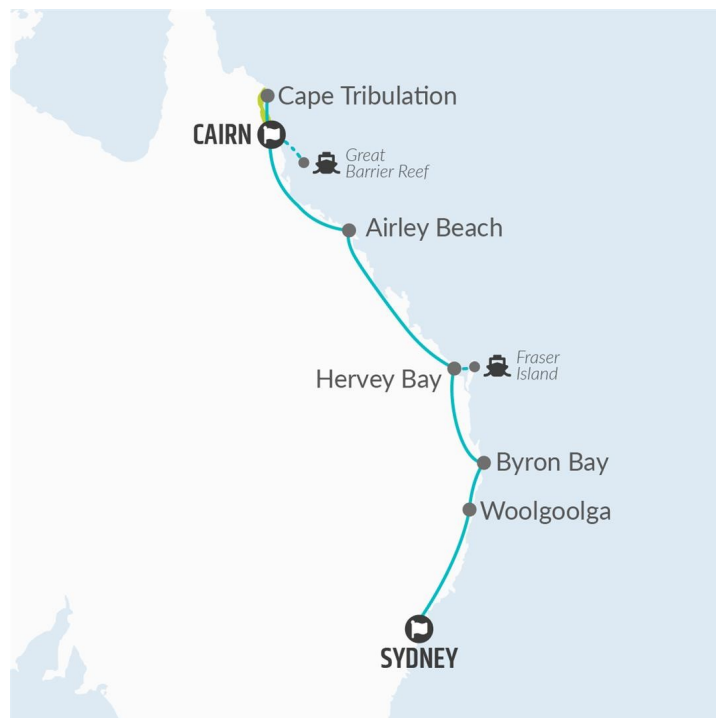 Cape Tribulation
CAIRN
Great
Barrier Reef
Airley Beach
Fraser
Island
Hervey Bay
Byron Bay
Woolgoolga
SYDNEY